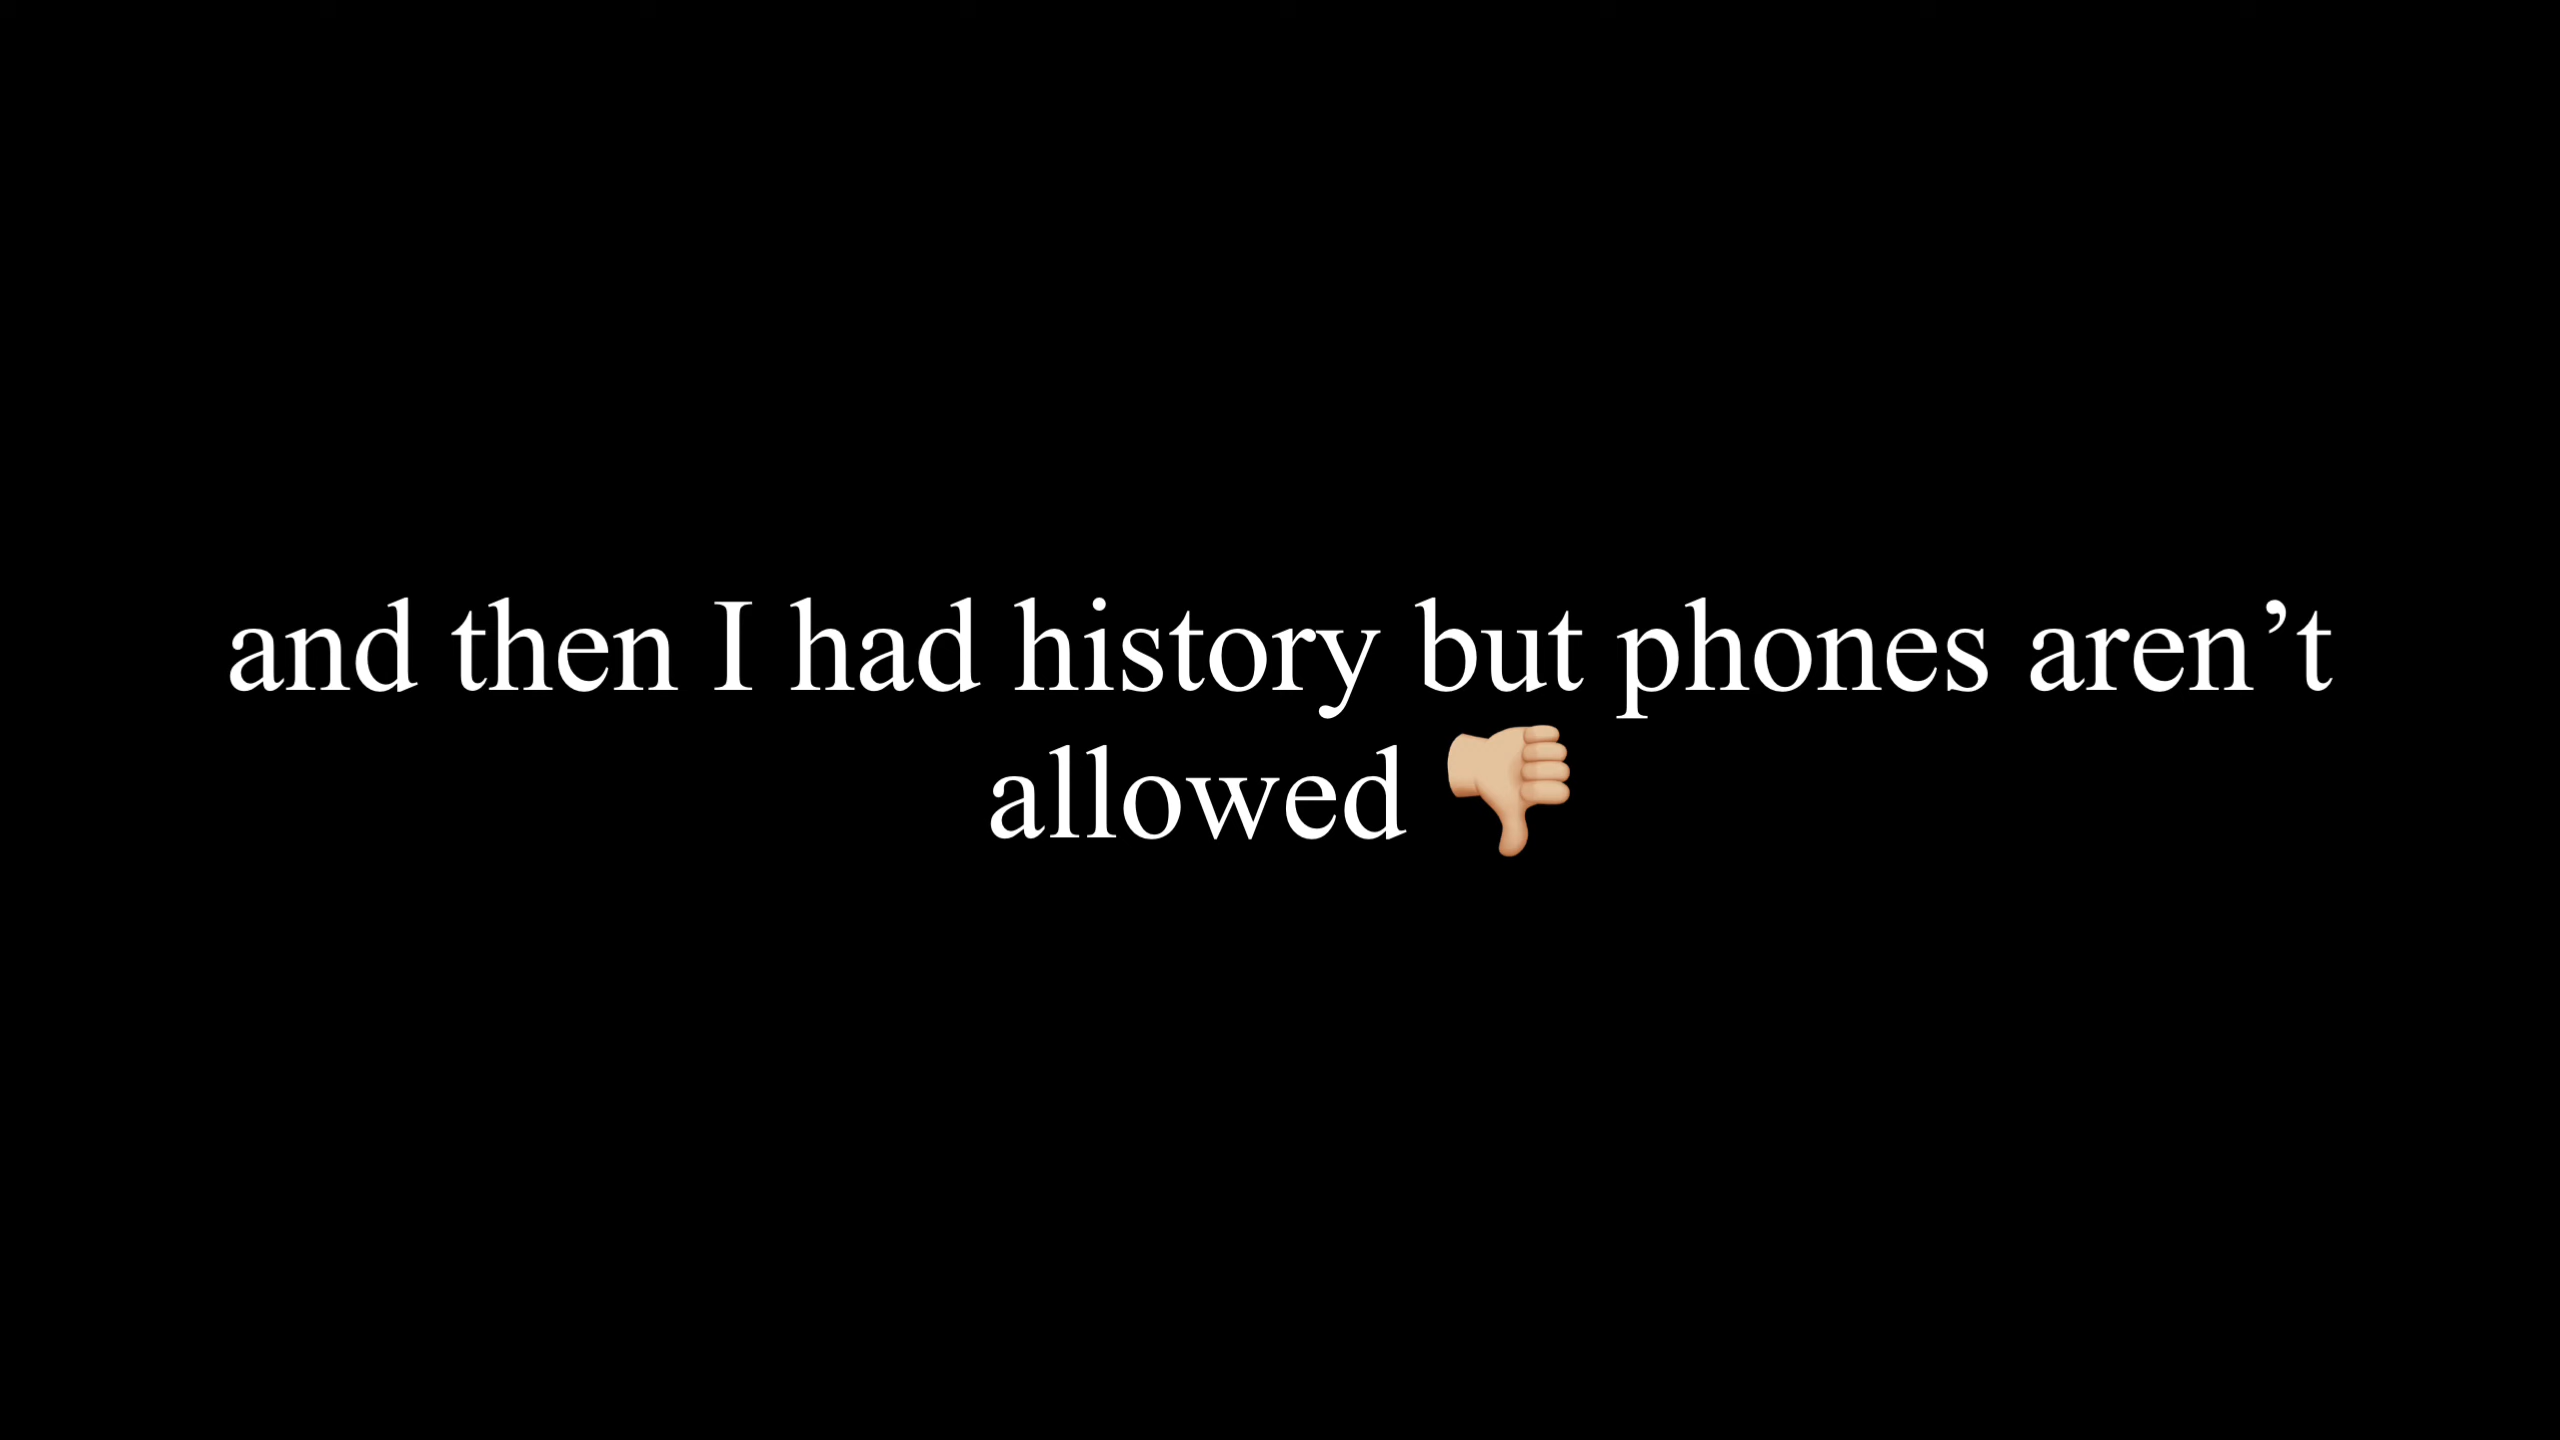 and then I had history but phones aren’t
allowed 👎🏼